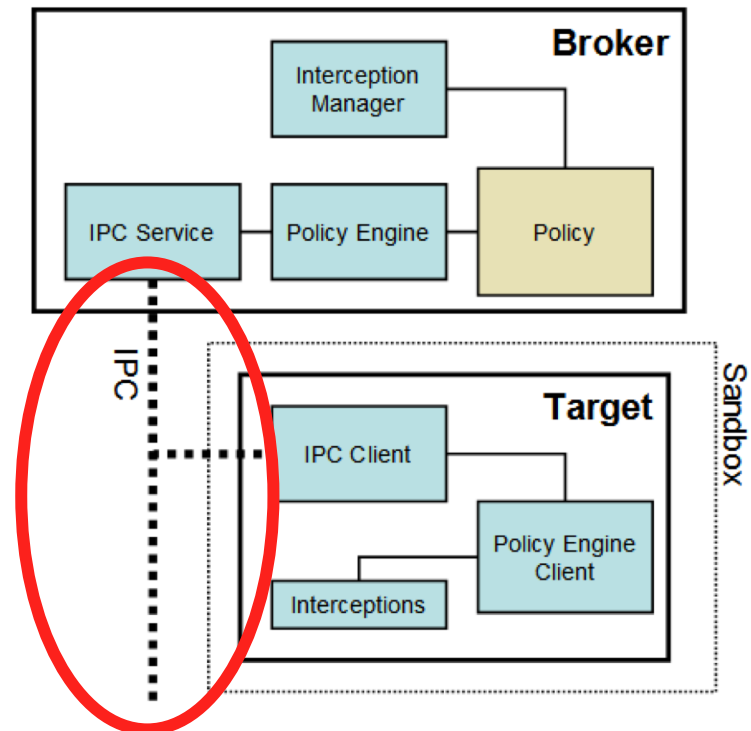 Broker
Interception
Manager
IPC Service
Policy Engine
Policy
IPC
Sandbox
Target
IPC Client
Policy Engine
Client
Interceptions